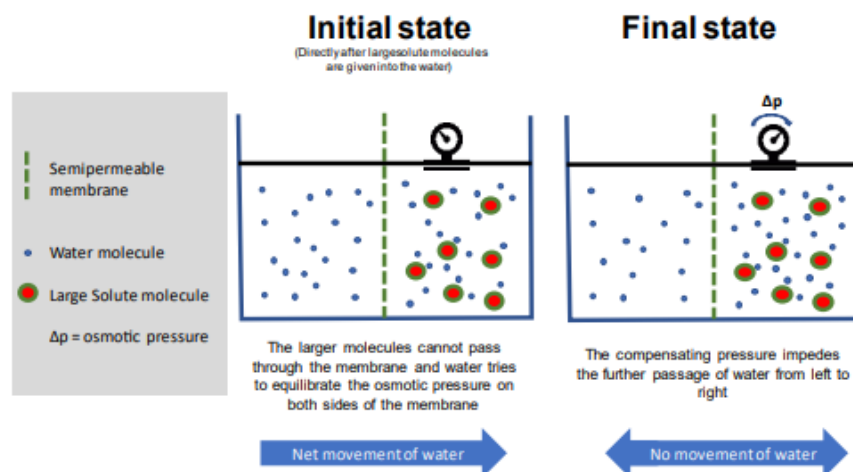 Initial state
(Directly after largesolute molecules
are given into the water)
Final state
Δp
Semipermeable
membrane
Water molecule
Large Solute molecule
Δp = osmotic pressure
The larger molecules cannot pass
through the membrane and water tries
to equilibrate the osmotic pressure on
both sides of the membrane
The compensating pressure impedes
the further passage of water from left to
right
Net movement of water
No movement of water